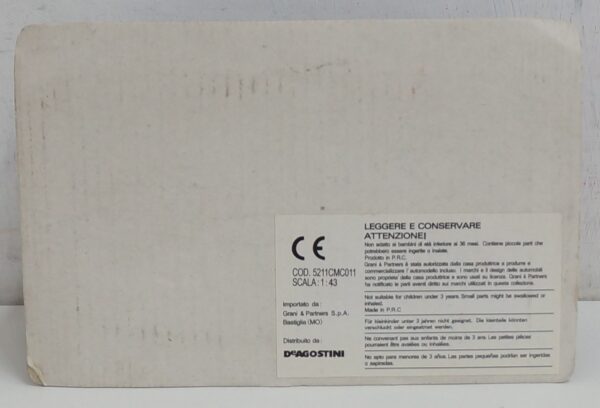 CE
COD. 5211CMC011
SCALA: 1:43
Importato da:
Grani & Partners S.p.A.
Bastiglia (MO)
Distribuito da:
DeAGOSTINI
LEGGERE E CONSERVARE
ATTENZIONE!
Non adatto ai bambini di età inferiore ai 36 mesi. Contiene piccole parti che
potrebbero essere ingerite o inalate.
Prodotto in P.R.C.
Grani & Partners è stata autorizzata dalla casa produttrice a produrre e
commercializzare l' automodello incluso. I marchi e il design delle automobili
sono proprietà della casa produttrice e sono usati su licenza. Grani & Partners
ha notificato le parti aventi diritto sui marchi utilizzati in questa collezione.
Not suitable for children under 3 years. Small parts might be swallowed or
inhaled.
Made in P.R.C
Für kleinkinder unter 3 jahren nicht geeignet. Die kleinteile könnten
verschluckt oder eingeatmet werden.
Ne convenant pas aux enfants de moins de 3 ans. Les petites pièces
pourraient être avalées ou inhalées.
No apto para menores de 3 años. Las partes pequeñas podrían ser ingeridas
o aspiradas.